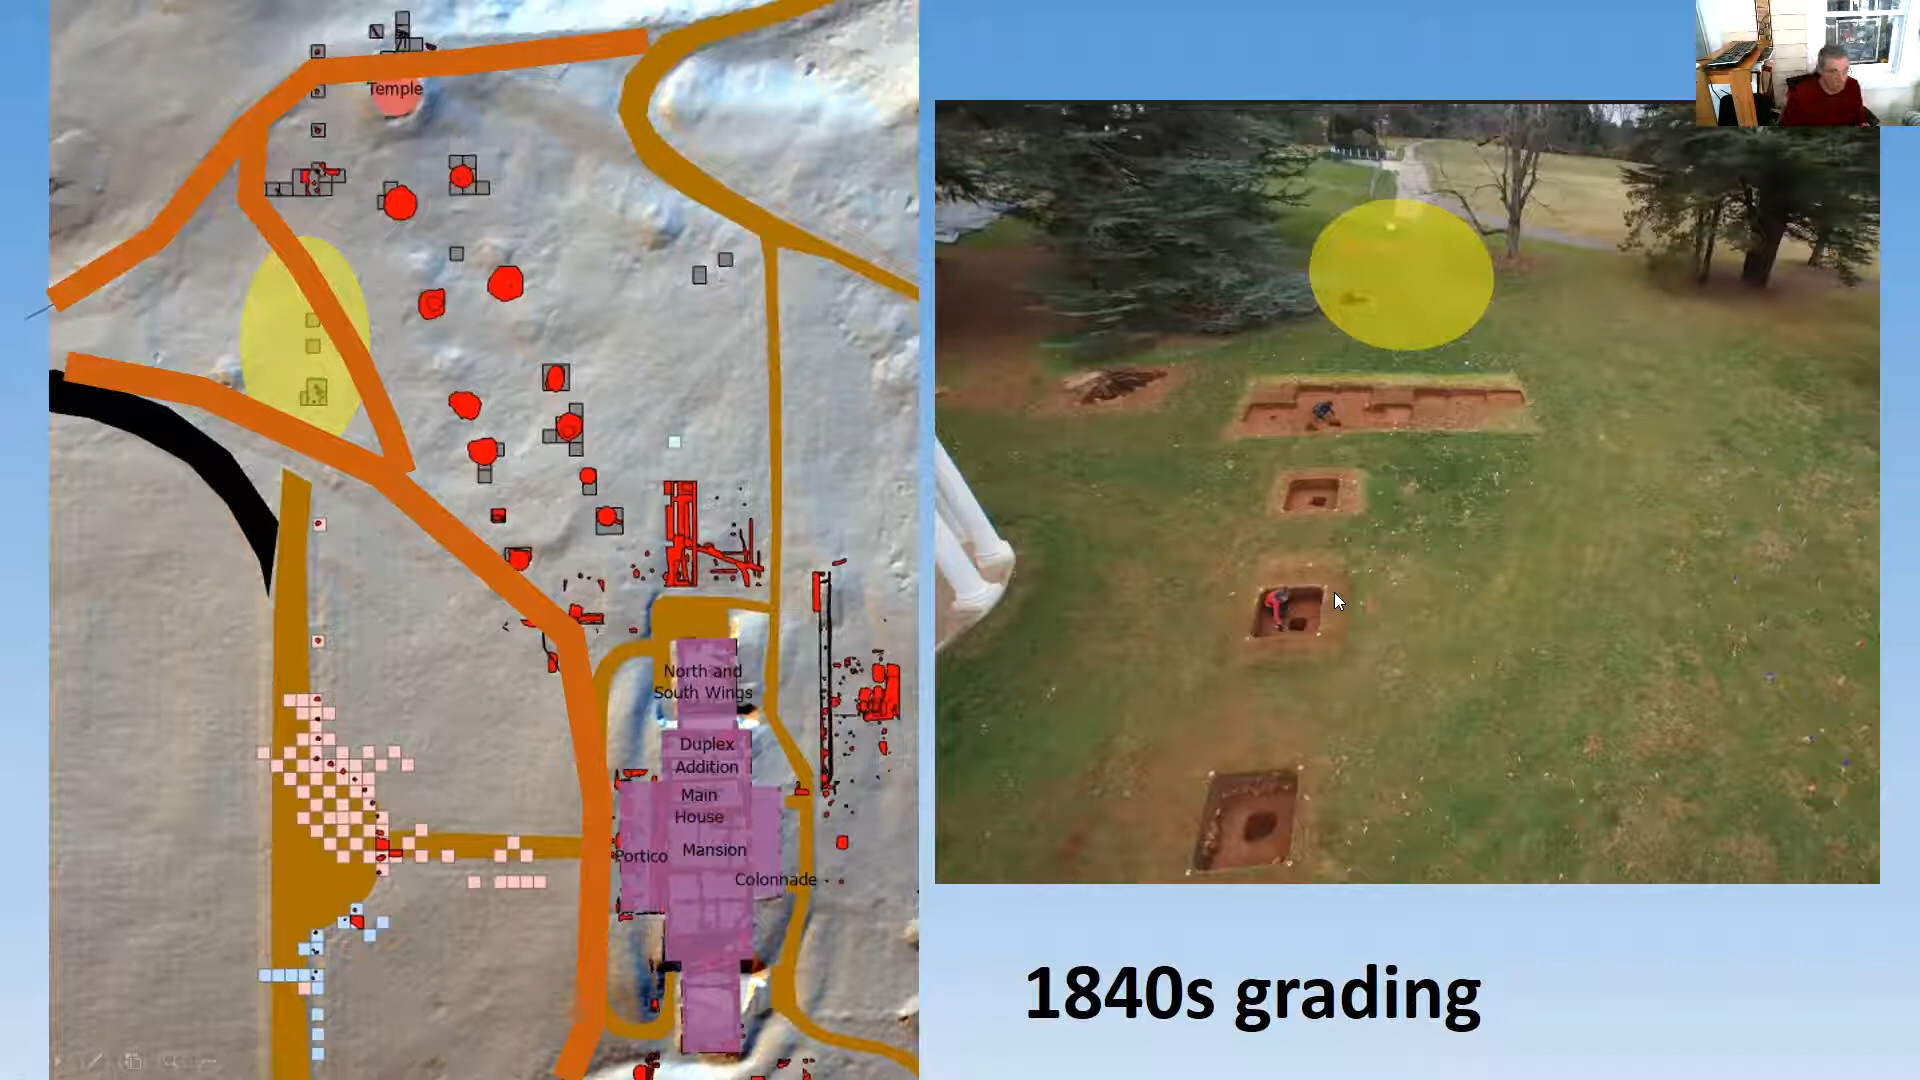 Temple
North and
South Wings
Duplex
Addition
Main
House
Portico
Mansion
Colonnade
1840s grading